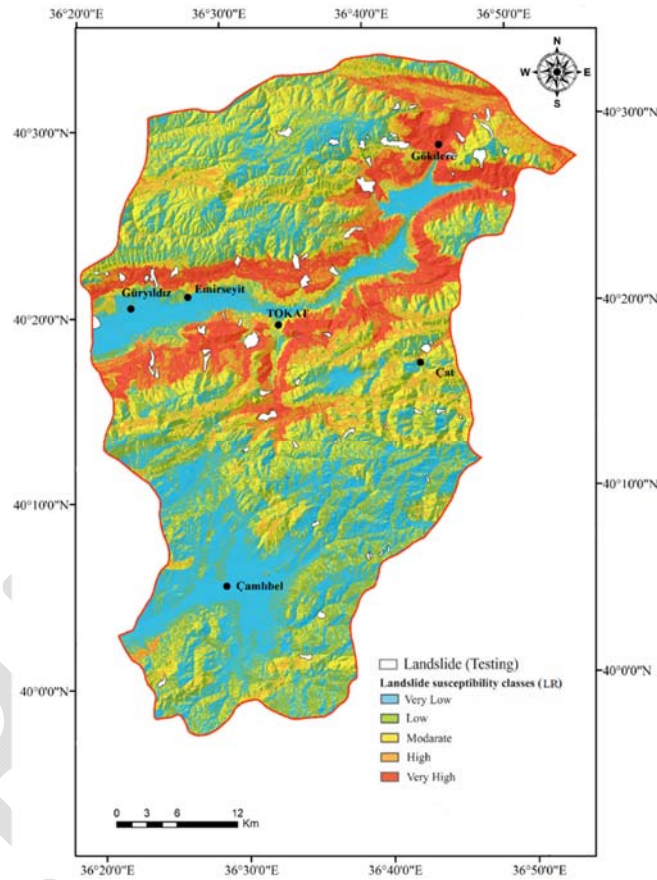 36°20'0"E 36°30'0"E 36°40'0"E 36°50'0"E
N
W E
S
40°30'0"N 40°30'0"N
Gökdere
Güryıldız Emirseyit
40°20'0"N TOKAT 40°20'0"N
Çat
40°10'0"N 40°10'0"N
Çamlıbel
Landslide (Testing)
Landslide susceptibility classes (LR)
40°0'0"N 40°0'0"N
Very Low
Low
Modarate
High
Very High
0 3 6 12
Km
36°20'0"E 36°30'0"E 36°40'0"E 36°50'0"E